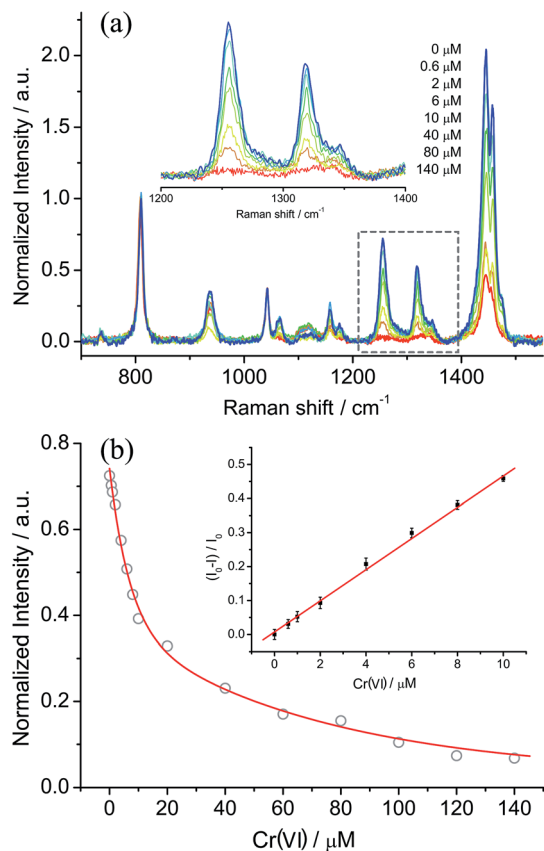 (a)
Normalized Intensity / a.u.
2.0
1.5
1.0
0.5
0.0
800 1000 1200 1400
Raman shift / cm⁻¹
1200 1300 1400
Raman shift / cm⁻¹
0 μM
0.6 μM
2 μM
6 μM
10 μM
40 μM
80 μM
140 μM
(b)
Normalized Intensity / a.u.
0.8
0.6
0.4
0.2
0.0
0 20 40 60 80 100 120 140
Cr(VI) / μM
(I₀-I) / I₀
0.5
0.4
0.3
0.2
0.1
0.0
0 2 4 6 8 10
Cr(VI) / μM